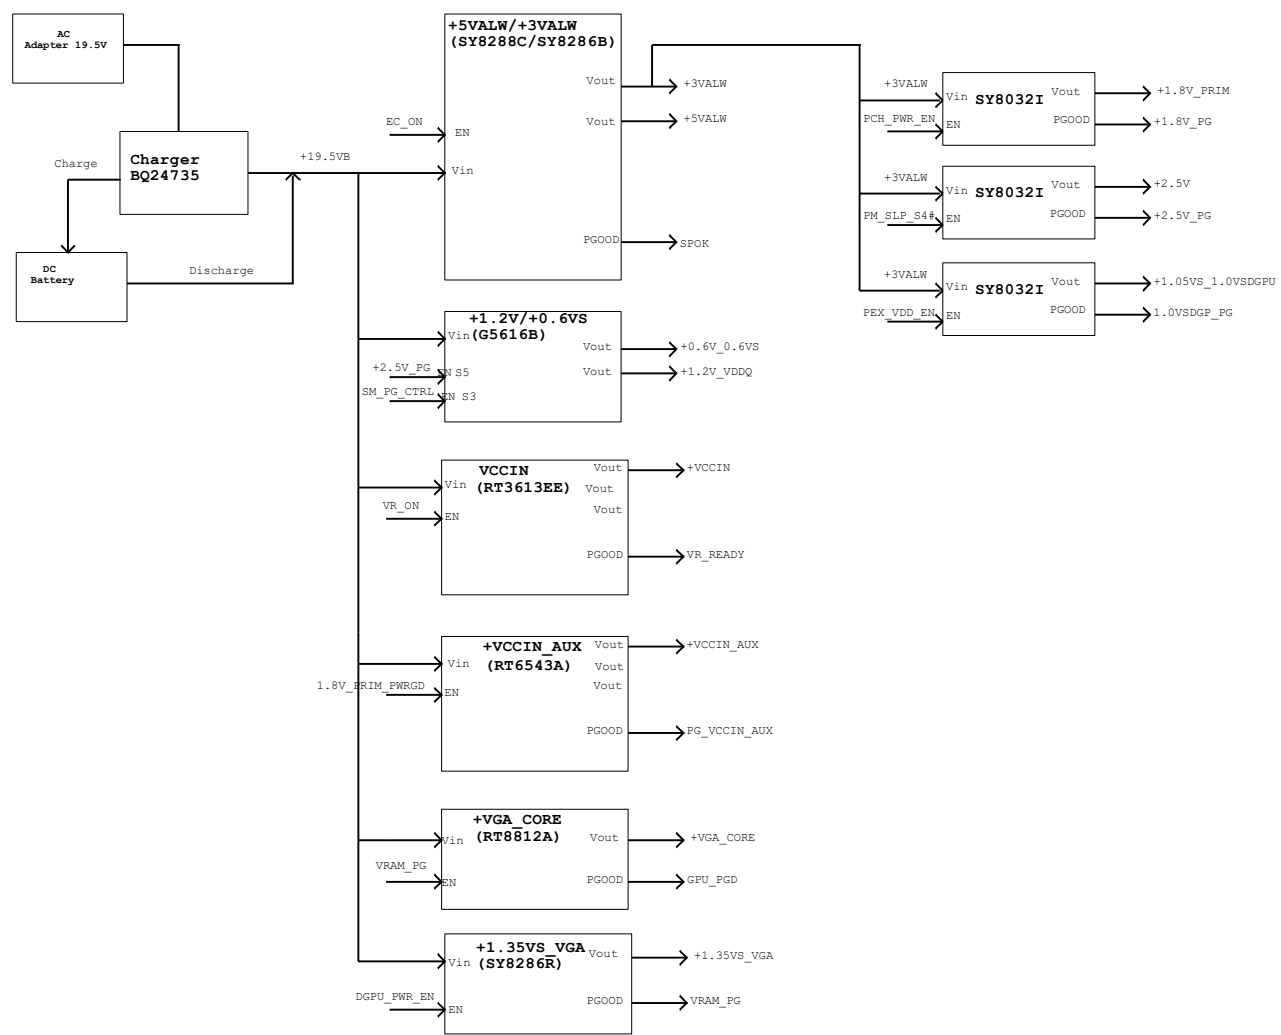 AC
Adapter 19.5V
Charger
BQ24735
Charge
DC
Battery
Discharge
+19.5VB
+5VALW/+3VALW
(SY8288C/SY8286B)
Vout
+3VALW
Vout
+5VALW
EC_ON
EN
Vin
PGOOD
SPOK
+1.2V/+0.6VS
(G5616B)
Vin
Vout
+0.6V_0.6VS
+2.5V_PG
EN S5
Vout
+1.2V_VDDQ
SM_PG_CTRL
EN S3
VCCIN
(RT3613EE)
Vout
+VCCIN
Vin
Vout
VR_ON
EN
Vout
PGOOD
VR_READY
+VCCIN_AUX
(RT6543A)
Vout
+VCCIN_AUX
Vin
Vout
1.8V_PRIM_PWRGD
EN
Vout
PGOOD
PG_VCCIN_AUX
+VGA_CORE
(RT8812A)
Vin
Vout
+VGA_CORE
VRAM_PG
EN
PGOOD
GPU_PGD
+1.35VS_VGA
(SY8286R)
Vin
Vout
+1.35VS_VGA
DGPU_PWR_EN
EN
PGOOD
VRAM_PG
+3VALW
Vin
SY8032I
Vout
+1.8V_PRIM
PCH_PWR_EN
EN
PGOOD
+1.8V_PG
+3VALW
Vin
SY8032I
Vout
+2.5V
PM_SLP_S4#
EN
PGOOD
+2.5V_PG
+3VALW
Vin
SY8032I
Vout
+1.05VS_1.0VSDGPU
PEX_VDD_EN
EN
PGOOD
1.0VSDGP_PG